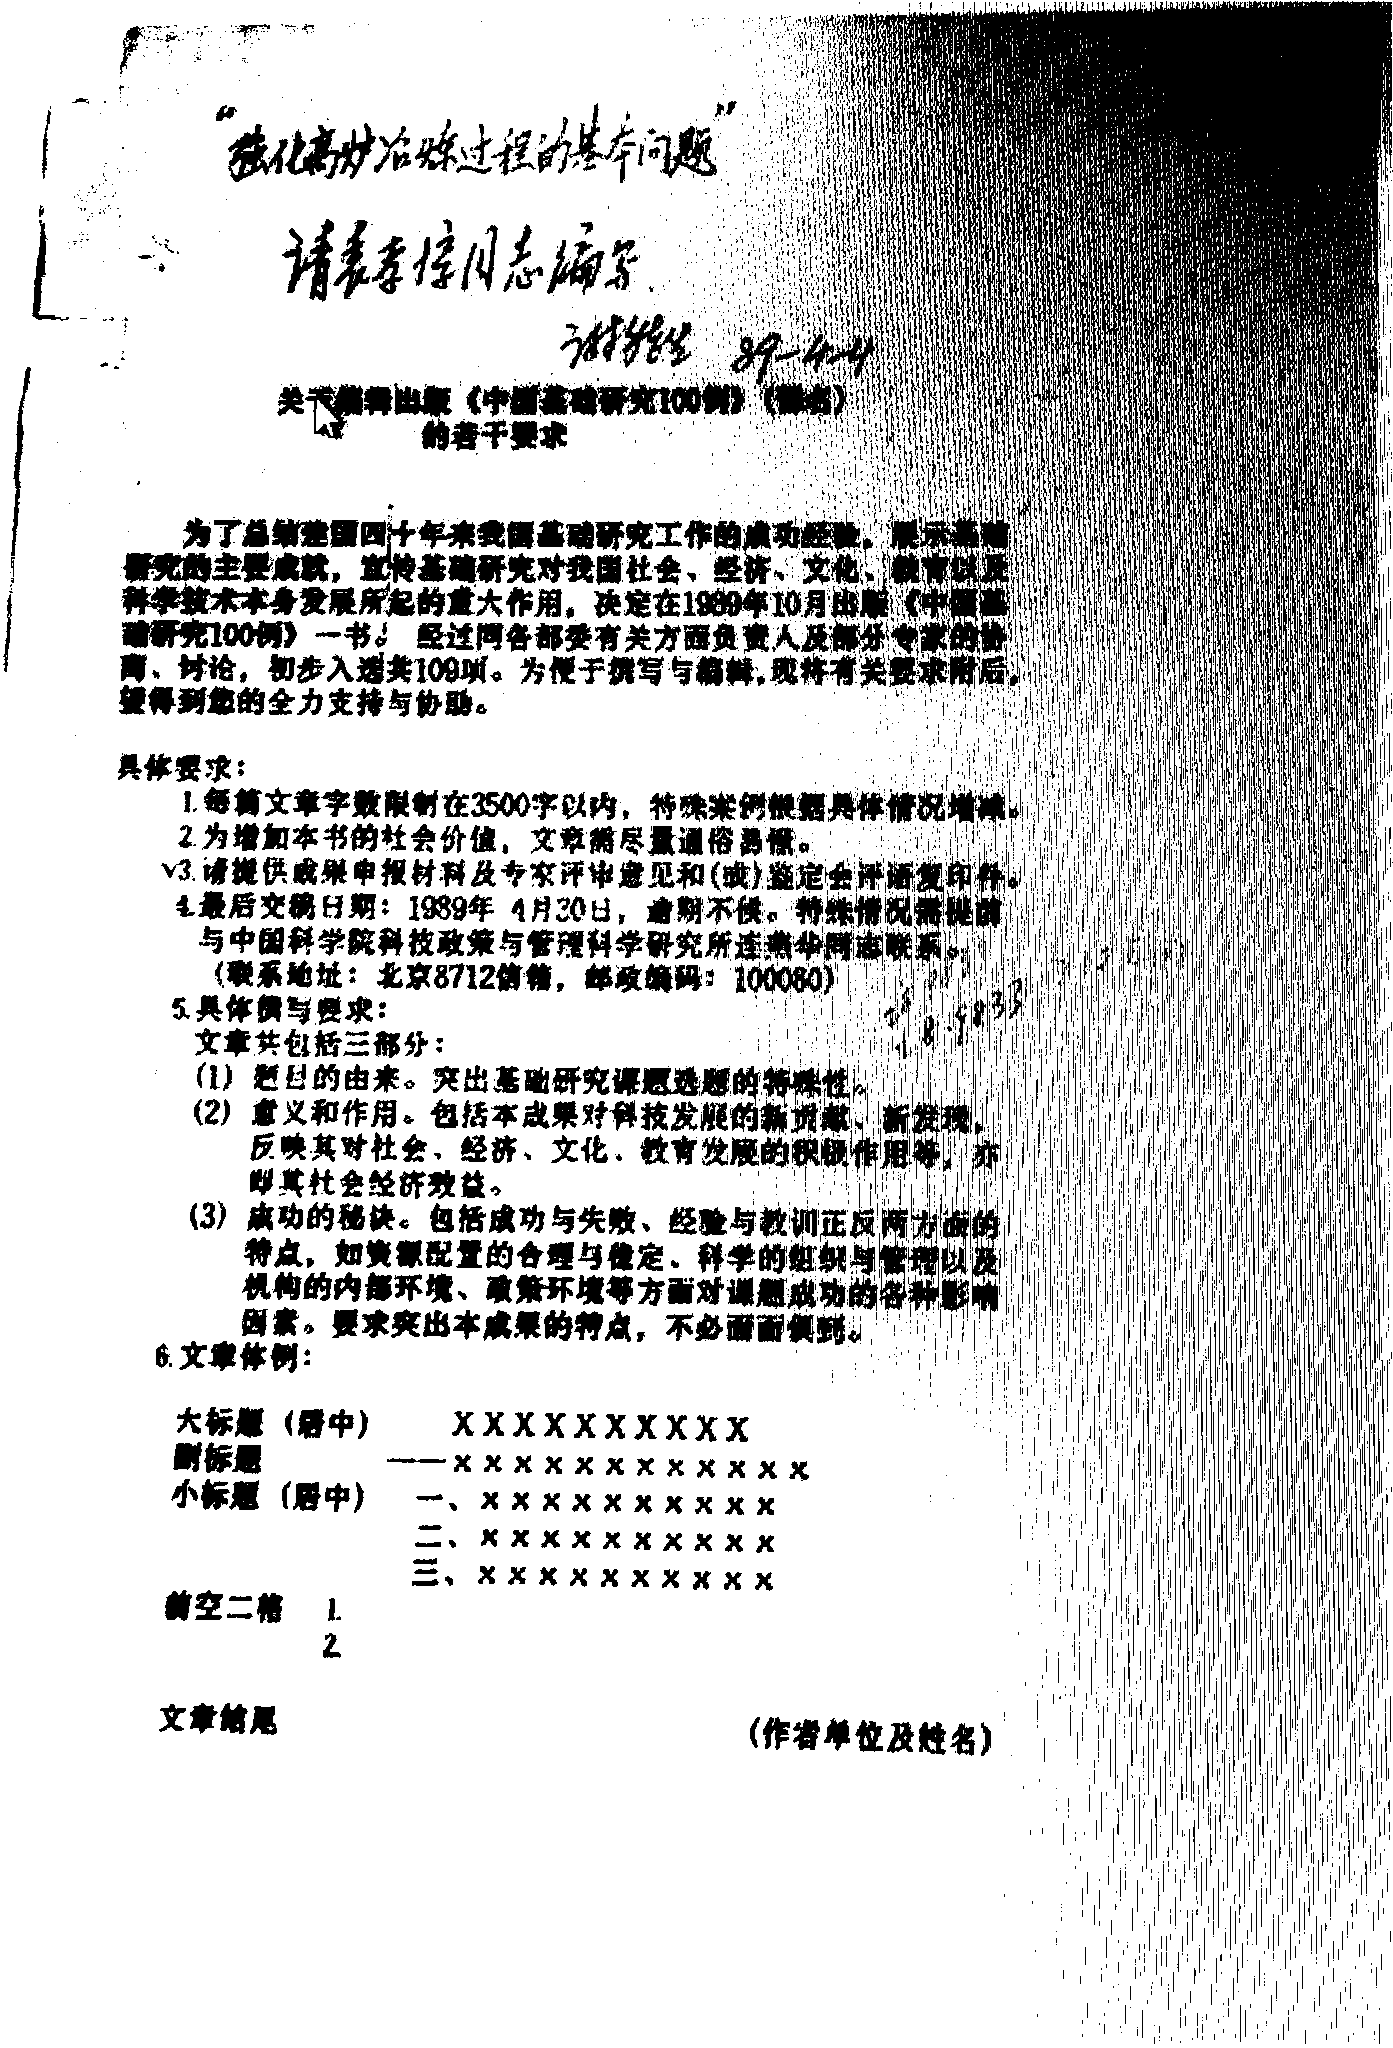 “强化高炉冶炼过程的基本问题”
请袁孝惇同志编写.
89-4-4
关于编辑出版《中国基础研究100例》（暂名）
的若干要求
为了总结建国四十年来我国基础研究工作的成功经验，展示基础
研究的主要成就，宣传基础研究对我国社会、经济、文化、教育以及
科学技术本身发展所起的重大作用，决定在1989年10月出版《中国基
础研究100例》一书。经过同各部委有关方面负责人及部分专家的协
商、讨论，初步入选共109项。为便于撰写与编辑，现将有关要求附后，
望得到您的全力支持与协助。
具体要求：
1.每篇文章字数限制在3500字以内，特殊案例根据具体情况增减。
2.为增加本书的社会价值，文章需尽量通俗易懂。
√3.请提供成果申报材料及专家评审意见和(或)鉴定会评语复印件。
4.最后交稿日期：1989年 4月30日，逾期不候。特殊情况需提前
与中国科学院科技政策与管理科学研究所连燕华同志联系。
（联系地址：北京8712信箱，邮政编码：100080）
5.具体撰写要求：
文章共包括三部分：
(1) 题目的由来。突出基础研究课题选题的特殊性。
(2) 意义和作用。包括本成果对科技发展的新贡献、新发现，
反映其对社会、经济、文化、教育发展的积极作用等，亦
即其社会经济效益。
(3) 成功的秘诀。包括成功与失败、经验与教训正反两方面的
特点，如资源配置的合理与稳定、科学的组织与管理以及
机构的内部环境、政策环境等方面对课题成功的各种影响
因素。要求突出本成果的特点，不必面面俱到。
6.文章体例：
大标题（居中） XXXXXXXXXX
副标题 ——xxxxxxxxxxxx
小标题（居中） 一、xxxxxxxxxx
二、xxxxxxxxxx
三、xxxxxxxxxx
前空二格 1.
2.
文章结尾
(作者单位及姓名)